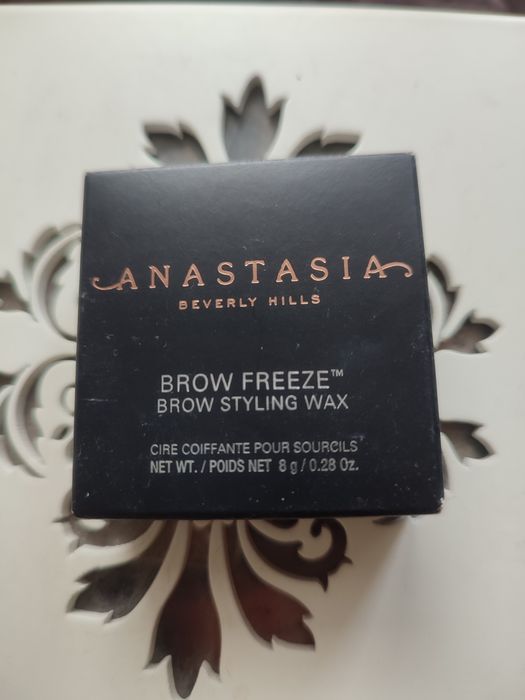 ANASTASIA
BEVERLY HILLS
BROW FREEZE™
BROW STYLING WAX
CIRE COIFFANTE POUR SOURCILS
NET WT. / POIDS NET 8 g / 0.28 Oz.